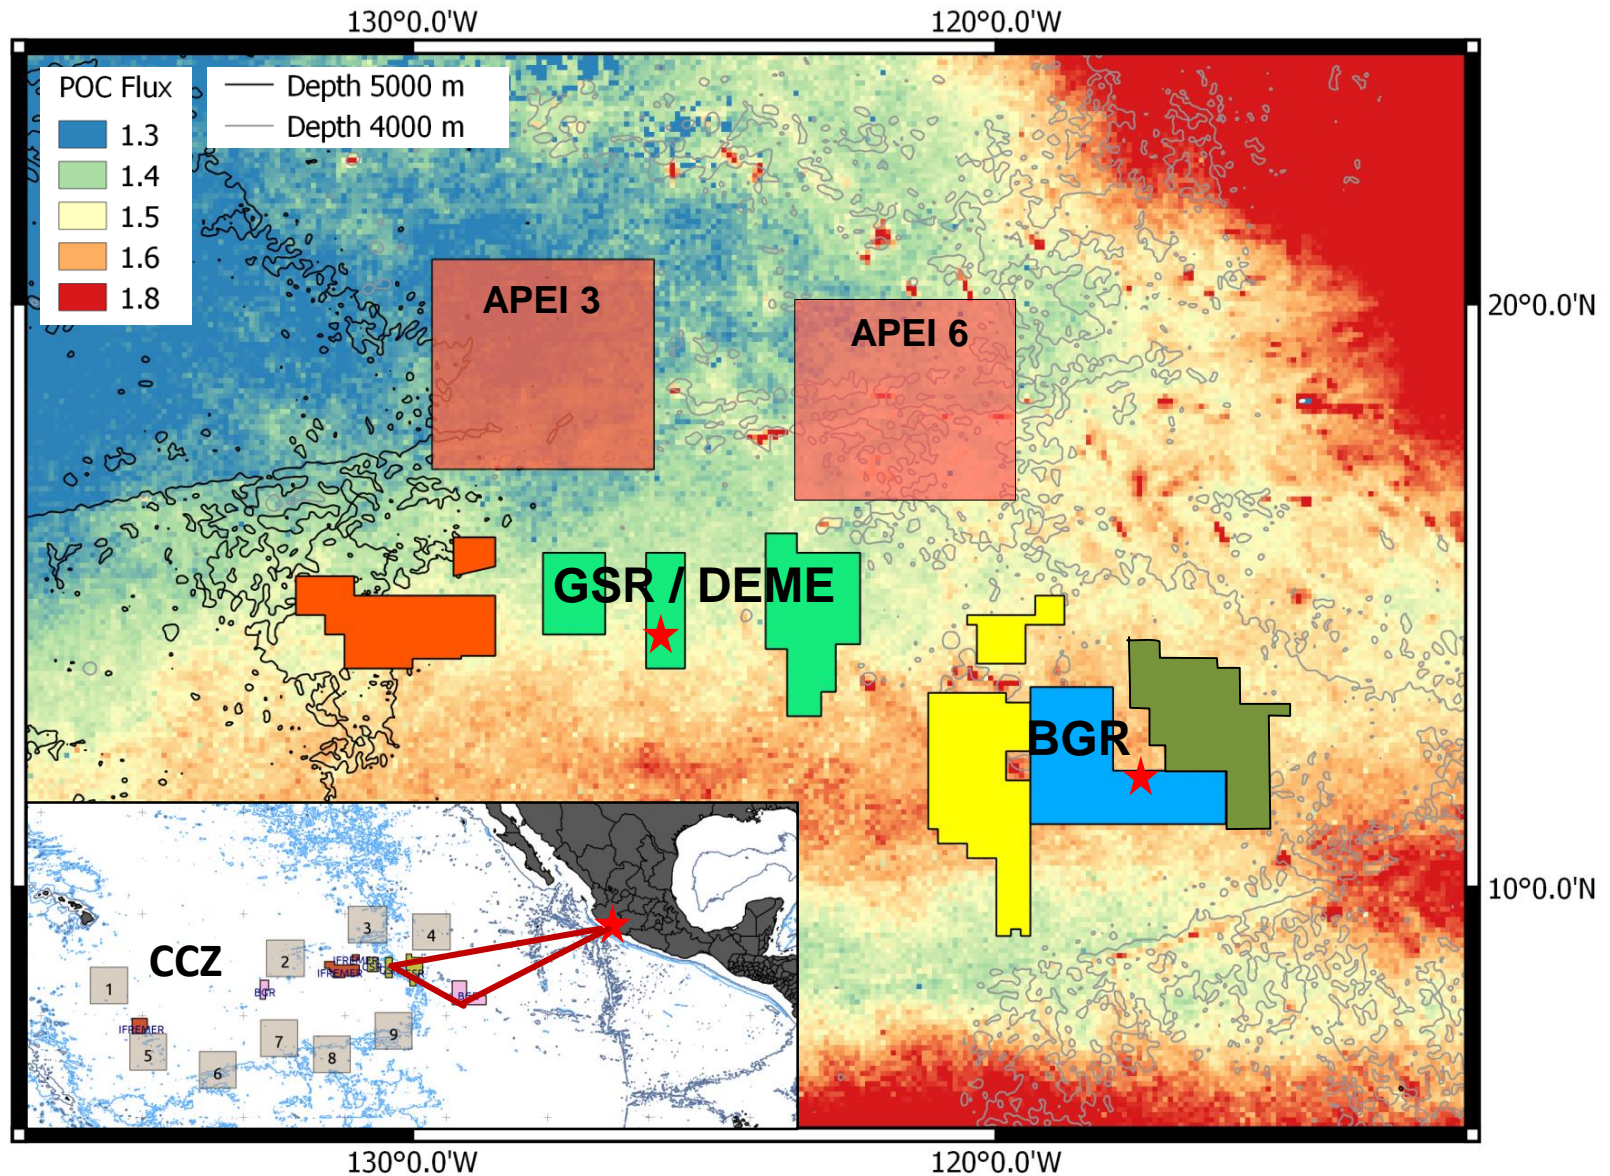 130°0.0'W 120°0.0'W
POC Flux
1.3
1.4
1.5
1.6
1.8
Depth 5000 m
Depth 4000 m
APEI 3
APEI 6
20°0.0'N
GSR / DEME
BGR
10°0.0'N
CCZ
1
2
3
4
5
6
7
8
9
IFREMER
IFREMER
BGR
IFREMER
130°0.0'W 120°0.0'W